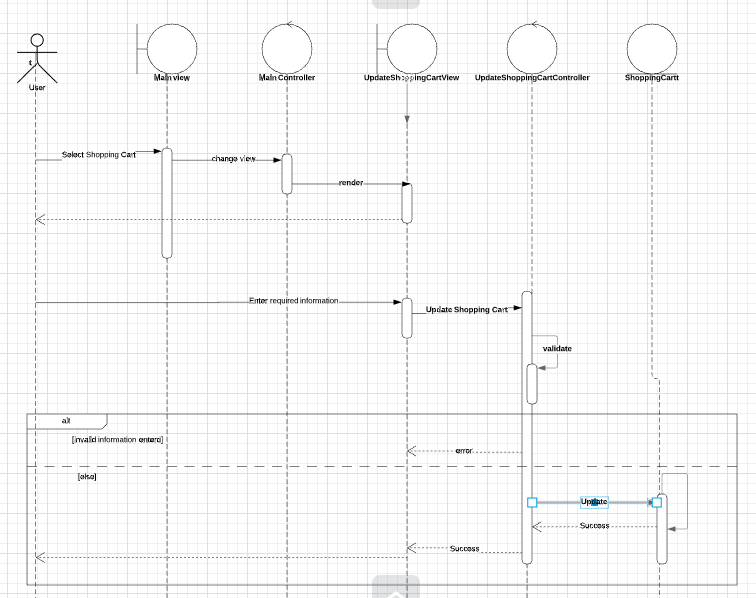 t
User
Main view
Main Controller
UpdateShoppingCartView
UpdateShoppingCartController
ShoppingCartt
Select Shopping Cart
change view
render
Enter required information
Update Shopping Cart
validate
alt
[invalid information enterd]
error
[else]
Update
Success
Success